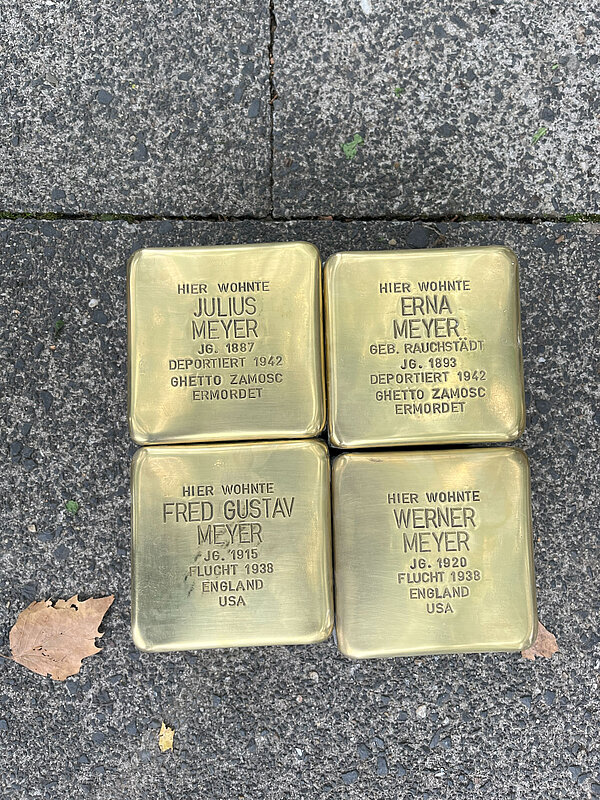 HIER WOHNTE
JULIUS
MEYER
JG. 1887
DEPORTIERT 1942
GHETTO ZAMOSC
ERMORDET
HIER WOHNTE
ERNA
MEYER
GEB. RAUCHSTÄDT
JG. 1893
DEPORTIERT 1942
GHETTO ZAMOSC
ERMORDET
HIER WOHNTE
FRED GUSTAV
MEYER
JG. 1915
FLUCHT 1938
ENGLAND
USA
HIER WOHNTE
WERNER
MEYER
JG. 1920
FLUCHT 1938
ENGLAND
USA